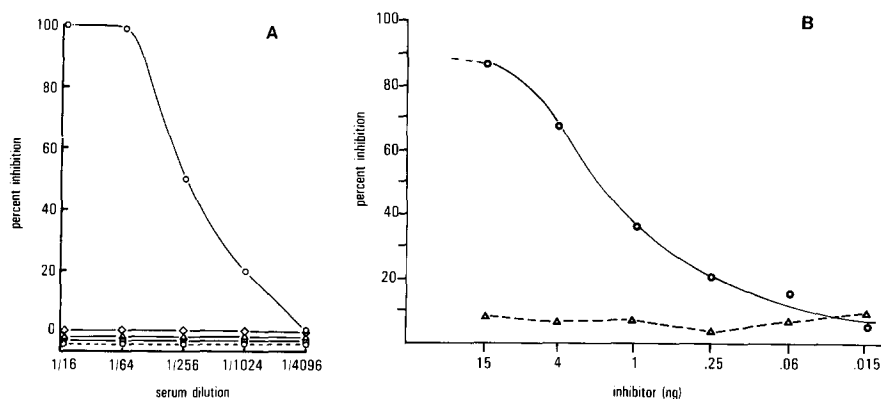 A
percent inhibition
100
80
60
40
20
0
1/16 1/64 1/256 1/1024 1/4096
serum dilution
B
percent inhibition
100
80
60
40
20
15 4 1 .25 .06 .015
inhibitor (ng)